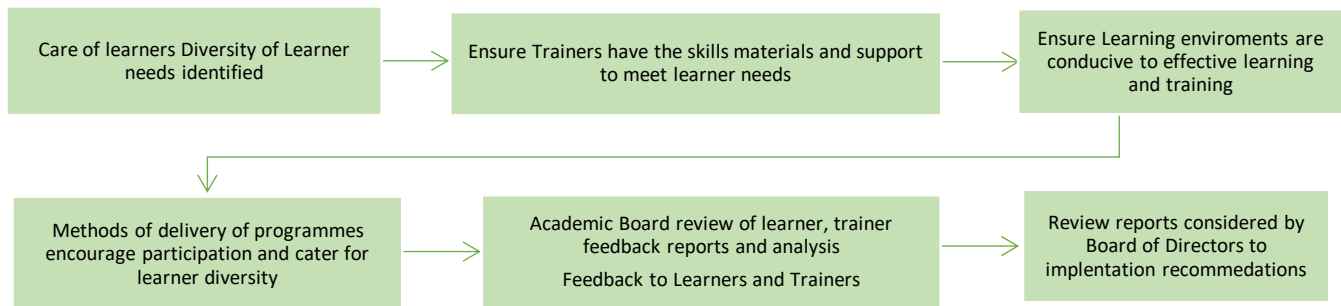 Care of learners Diversity of Learner
needs identified
Ensure Trainers have the skills materials and support
to meet learner needs
Ensure Learning enviroments are
conducive to effective learning
and training
Methods of delivery of programmes
encourage participation and cater for
learner diversity
Academic Board review of learner, trainer
feedback reports and analysis
Feedback to Learners and Trainers
Review reports considered by
Board of Directors to
implentation recommedations